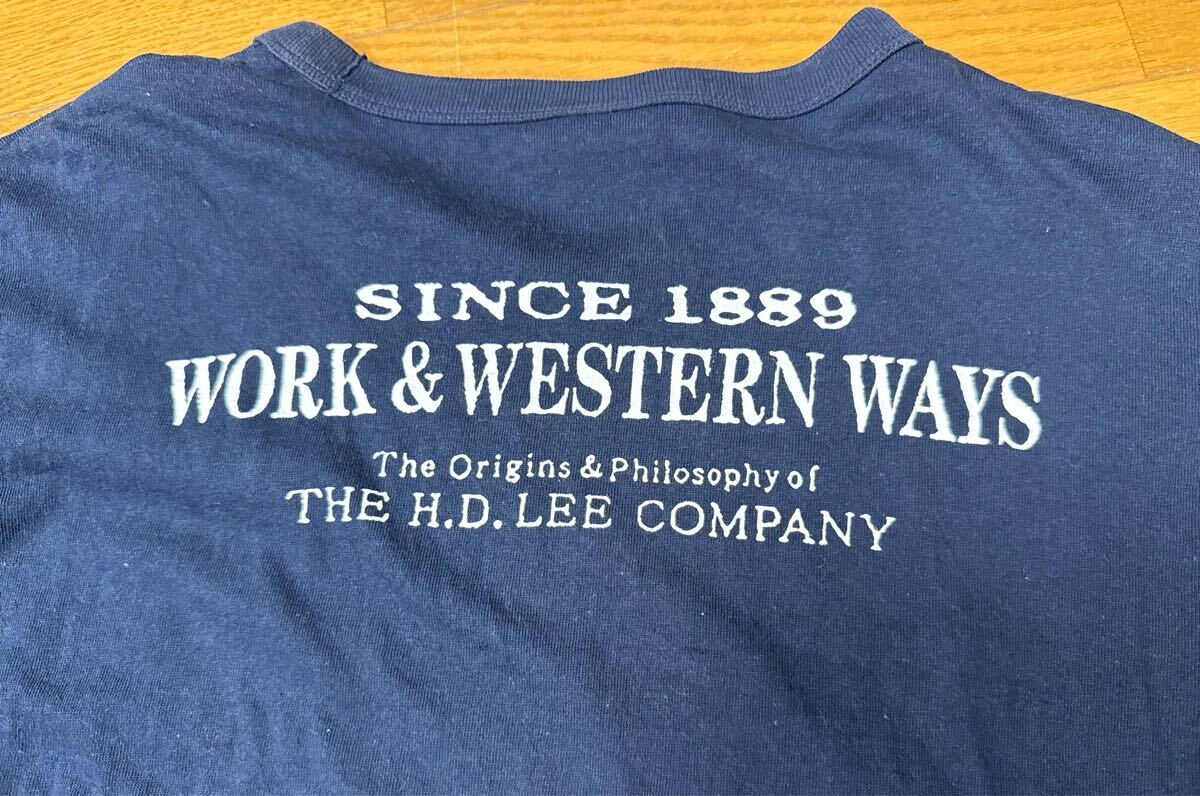 SINCE 1889
WORK & WESTERN WAYS
The Origins & Philosophy of
THE H.D. LEE COMPANY